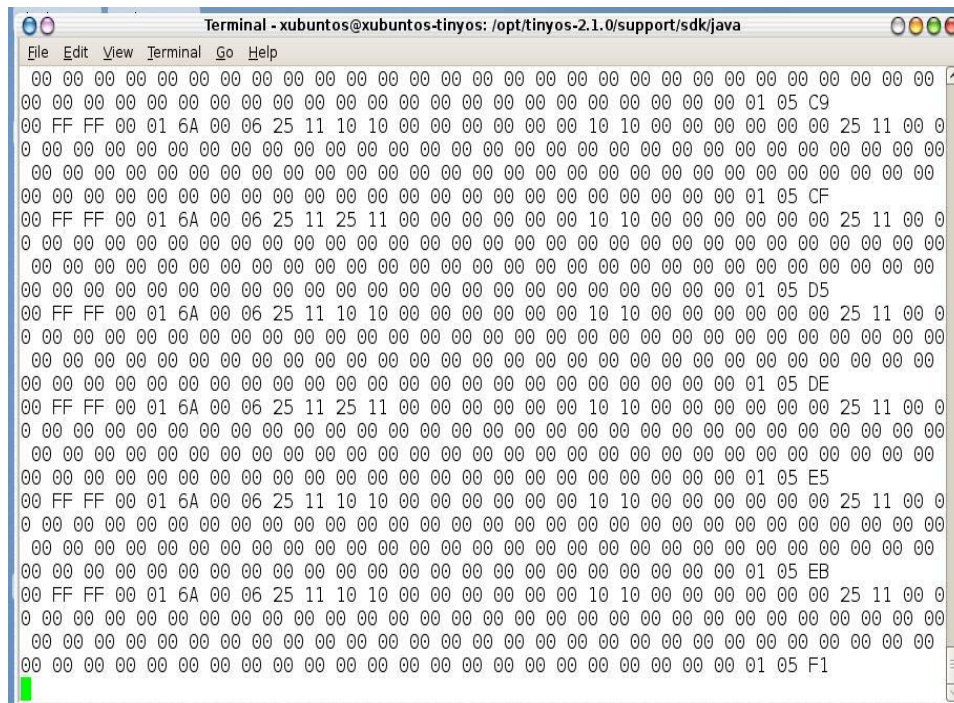 00 00 00 00 00 00 00 00 00 00 00 00 00 00 00 00 00 00 00 00 00 00 00 00 00 00 00 00 00
Terminal - xubuntos@xubuntos-tinyos: /opt/tinyos-2.1.0/support/sdk/java
File Edit View Terminal Go Help
00 00 00 00 00 00 00 00 00 00 00 00 00 00 00 00 00 00 00 00 00 00 00 01 05 C9
00 FF FF 00 01 6A 00 06 25 11 10 10 00 00 00 00 00 00 10 10 00 00 00 00 00 00 25 11 00 0
0 00 00 00 00 00 00 00 00 00 00 00 00 00 00 00 00 00 00 00 00 00 00 00 00 00 00 00 00 00
00 00 00 00 00 00 00 00 00 00 00 00 00 00 00 00 00 00 00 00 00 00 00 00 00 00 00 00 00
00 00 00 00 00 00 00 00 00 00 00 00 00 00 00 00 00 00 00 00 00 00 00 01 05 CF
00 FF FF 00 01 6A 00 06 25 11 25 11 00 00 00 00 00 00 10 10 00 00 00 00 00 00 25 11 00 0
0 00 00 00 00 00 00 00 00 00 00 00 00 00 00 00 00 00 00 00 00 00 00 00 00 00 00 00 00 00
00 00 00 00 00 00 00 00 00 00 00 00 00 00 00 00 00 00 00 00 00 00 00 00 00 00 00 00 00
00 00 00 00 00 00 00 00 00 00 00 00 00 00 00 00 00 00 00 00 00 00 00 01 05 D5
00 FF FF 00 01 6A 00 06 25 11 10 10 00 00 00 00 00 00 10 10 00 00 00 00 00 00 25 11 00 0
0 00 00 00 00 00 00 00 00 00 00 00 00 00 00 00 00 00 00 00 00 00 00 00 00 00 00 00 00 00
00 00 00 00 00 00 00 00 00 00 00 00 00 00 00 00 00 00 00 00 00 00 00 00 00 00 00 00 00
00 00 00 00 00 00 00 00 00 00 00 00 00 00 00 00 00 00 00 00 00 00 00 01 05 DE
00 FF FF 00 01 6A 00 06 25 11 25 11 00 00 00 00 00 00 10 10 00 00 00 00 00 00 25 11 00 0
0 00 00 00 00 00 00 00 00 00 00 00 00 00 00 00 00 00 00 00 00 00 00 00 00 00 00 00 00 00
00 00 00 00 00 00 00 00 00 00 00 00 00 00 00 00 00 00 00 00 00 00 00 00 00 00 00 00 00
00 00 00 00 00 00 00 00 00 00 00 00 00 00 00 00 00 00 00 00 00 00 00 01 05 E5
00 FF FF 00 01 6A 00 06 25 11 10 10 00 00 00 00 00 00 10 10 00 00 00 00 00 00 25 11 00 0
0 00 00 00 00 00 00 00 00 00 00 00 00 00 00 00 00 00 00 00 00 00 00 00 00 00 00 00 00 00
00 00 00 00 00 00 00 00 00 00 00 00 00 00 00 00 00 00 00 00 00 00 00 00 00 00 00 00 00
00 00 00 00 00 00 00 00 00 00 00 00 00 00 00 00 00 00 00 00 00 00 00 01 05 EB
00 FF FF 00 01 6A 00 06 25 11 10 10 00 00 00 00 00 00 10 10 00 00 00 00 00 00 25 11 00 0
0 00 00 00 00 00 00 00 00 00 00 00 00 00 00 00 00 00 00 00 00 00 00 00 00 00 00 00 00 00
00 00 00 00 00 00 00 00 00 00 00 00 00 00 00 00 00 00 00 00 00 00 00 00 00 00 00 00 00
00 00 00 00 00 00 00 00 00 00 00 00 00 00 00 00 00 00 00 00 00 00 00 01 05 F1